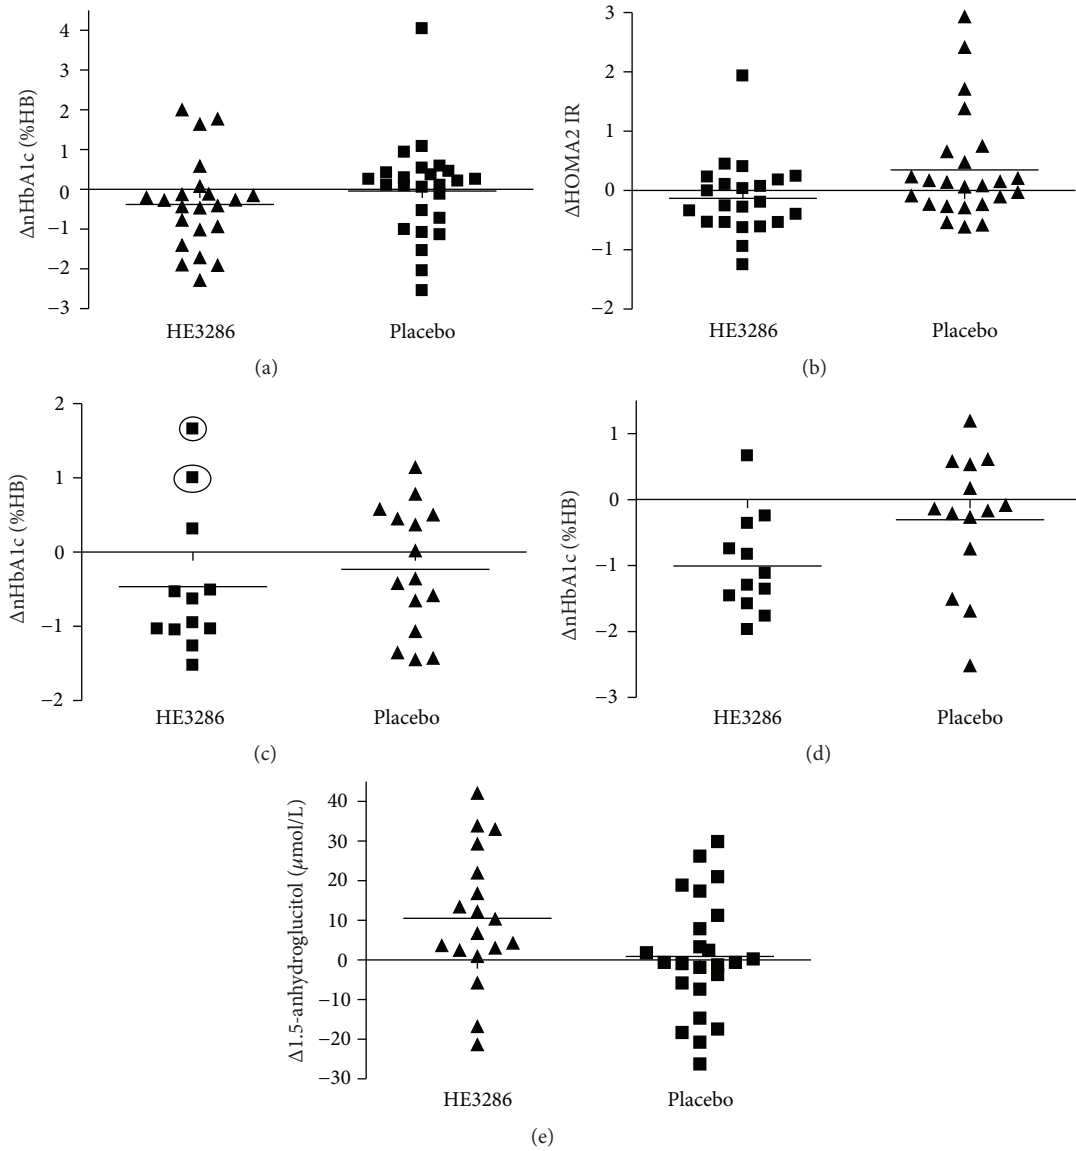 4
3
2
1
0
−1
−2
−3
ΔnHbA1c (%HB)
HE3286
Placebo
(a)
3
2
1
0
−1
−2
ΔHOMA2 IR
HE3286
Placebo
(b)
2
1
0
−1
−2
ΔnHbA1c (%HB)
HE3286
Placebo
(c)
1
0
−1
−2
−3
ΔnHbA1c (%HB)
HE3286
Placebo
(d)
40
30
20
10
0
−10
−20
−30
Δ1.5-anhydroglucitol (μmol/L)
HE3286
Placebo
(e)